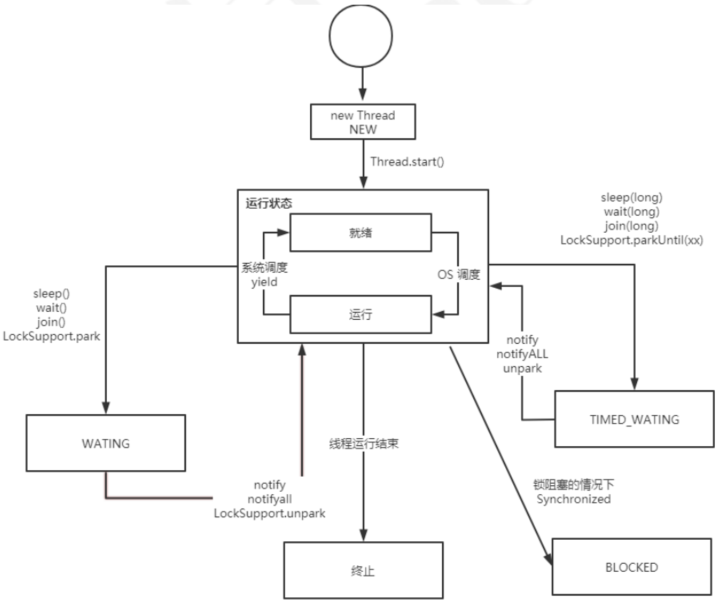 new Thread
NEW
Thread.start()
运行状态
就绪
系统调度
yield
OS 调度
运行
sleep(long)
wait(long)
join(long)
LockSupport.parkUntil(xx)
sleep()
wait()
join()
LockSupport.park
notify
notifyALL
unpark
WATING
TIMED_WATING
线程运行结束
notify
notifyall
LockSupport.unpark
锁阻塞的情况下
Synchronized
终止
BLOCKED